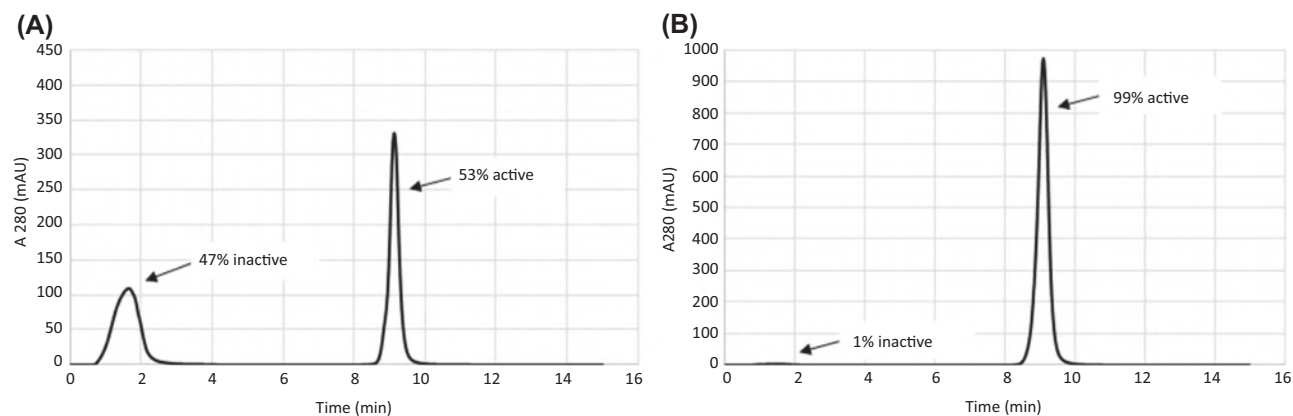 (A)
450
400
350
300
250
200
150
100
50
0
A 280 (mAU)
53% active
47% inactive
0 2 4 6 8 10 12 14 16
Time (min)
(B)
1000
900
800
700
600
500
400
300
200
100
0
A280 (mAU)
99% active
1% inactive
0 2 4 6 8 10 12 14 16
Time (min)